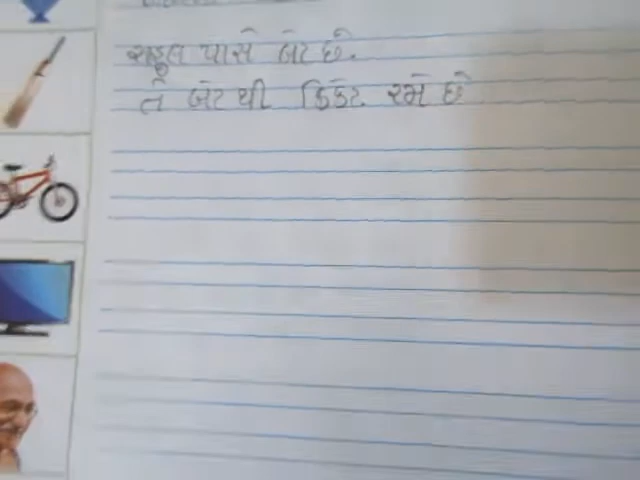 રાહુલ પાસે બેટ છે.
તે બેટ થી ક્રિકેટ રમે છે